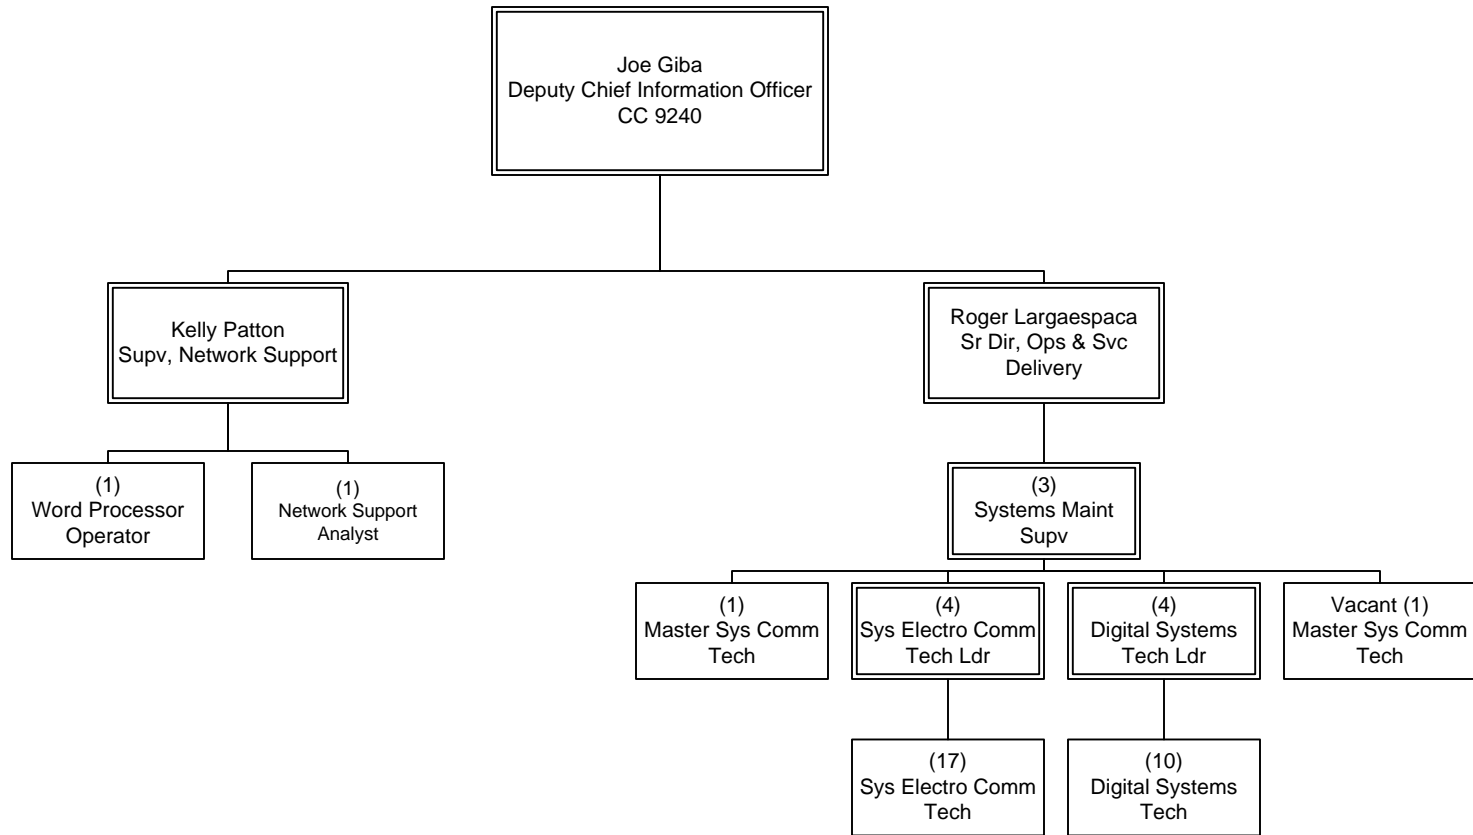 Joe Giba
Deputy Chief Information Officer
CC 9240
Kelly Patton
Supv, Network Support
Roger Largaespaca
Sr Dir, Ops & Svc
Delivery
(1)
Word Processor
Operator
(1)
Network Support
Analyst
(3)
Systems Maint
Supv
(1)
Master Sys Comm
Tech
(4)
Sys Electro Comm
Tech Ldr
(4)
Digital Systems
Tech Ldr
Vacant (1)
Master Sys Comm
Tech
(17)
Sys Electro Comm
Tech
(10)
Digital Systems
Tech